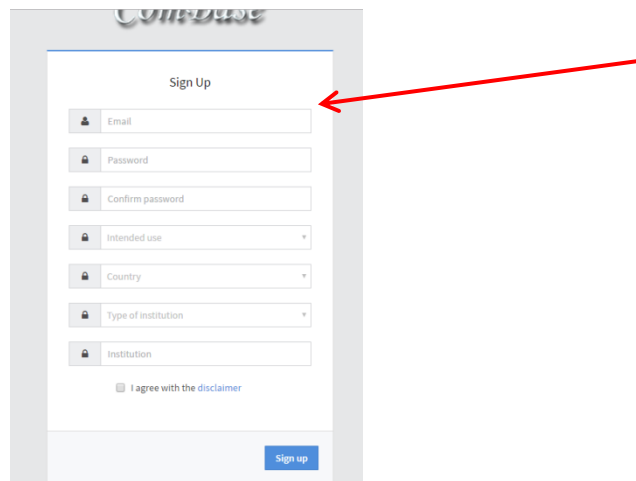 ComBase
Sign Up
Email
Password
Confirm password
Intended use
Country
Type of institution
Institution
I agree with the disclaimer
Sign up